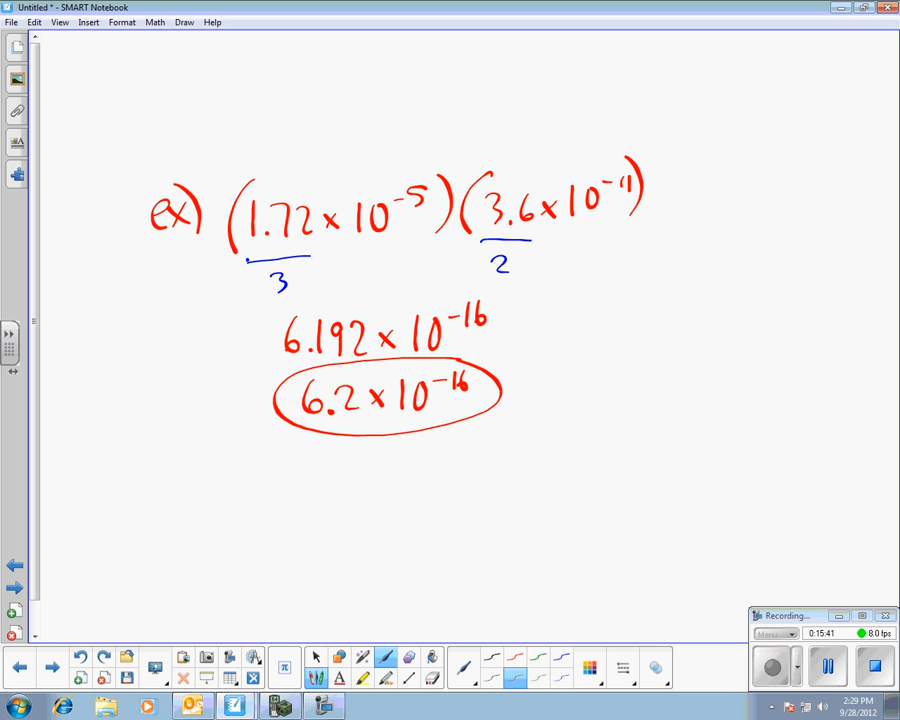 Untitled * - SMART Notebook
File Edit View Insert Format Math Draw Help
ex) (1.72 x 10⁻⁵)(3.6 x 10⁻¹¹)
3 2
6.192 x 10⁻¹⁶
6.2 x 10⁻¹⁶
Recording...
Menu 0:15:41 8.0 fps
2:29 PM
9/28/2012